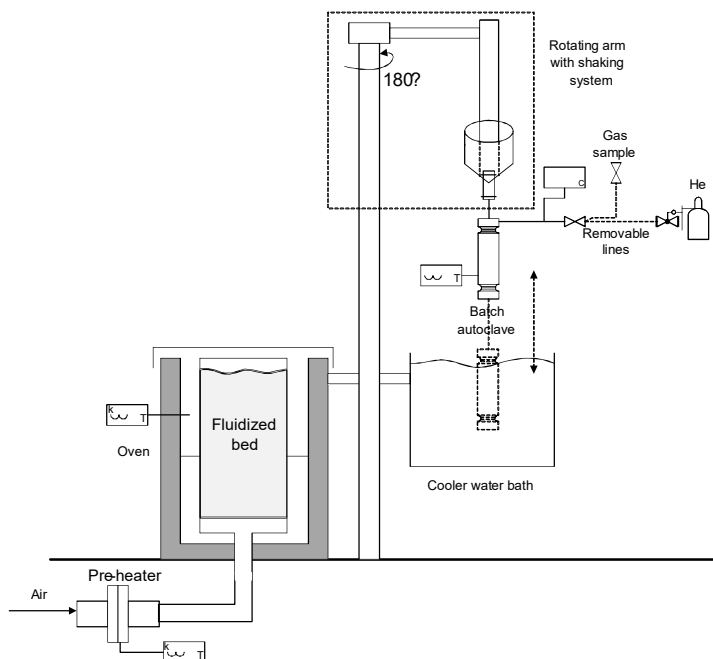 Rotating arm
with shaking
system
180?
Gas
sample
He
C
Removable
lines
T
Batch
autoclave
k
T
Fluidized
bed
Oven
Cooler water bath
Pre-heater
Air
k
T